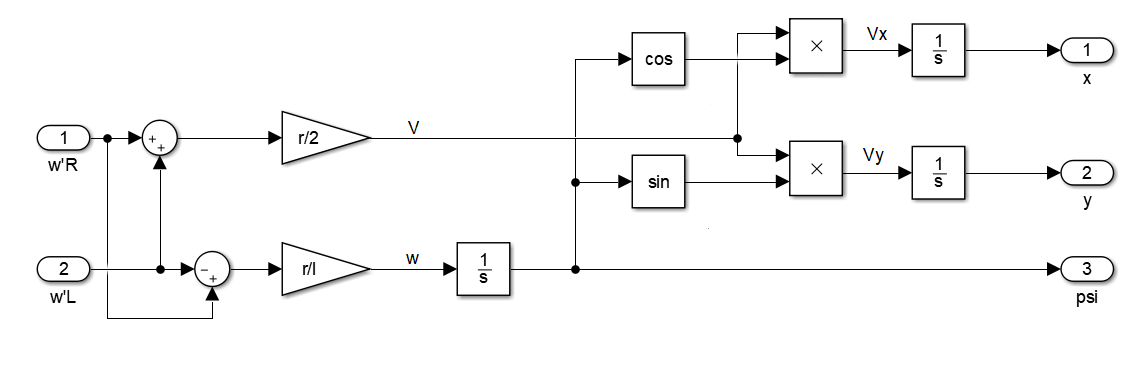 cos
×
Vx
1
s
1
x
1
w'R
+
+
r/2
V
sin
×
Vy
1
s
2
y
2
w'L
−
+
r/l
w
1
s
3
psi